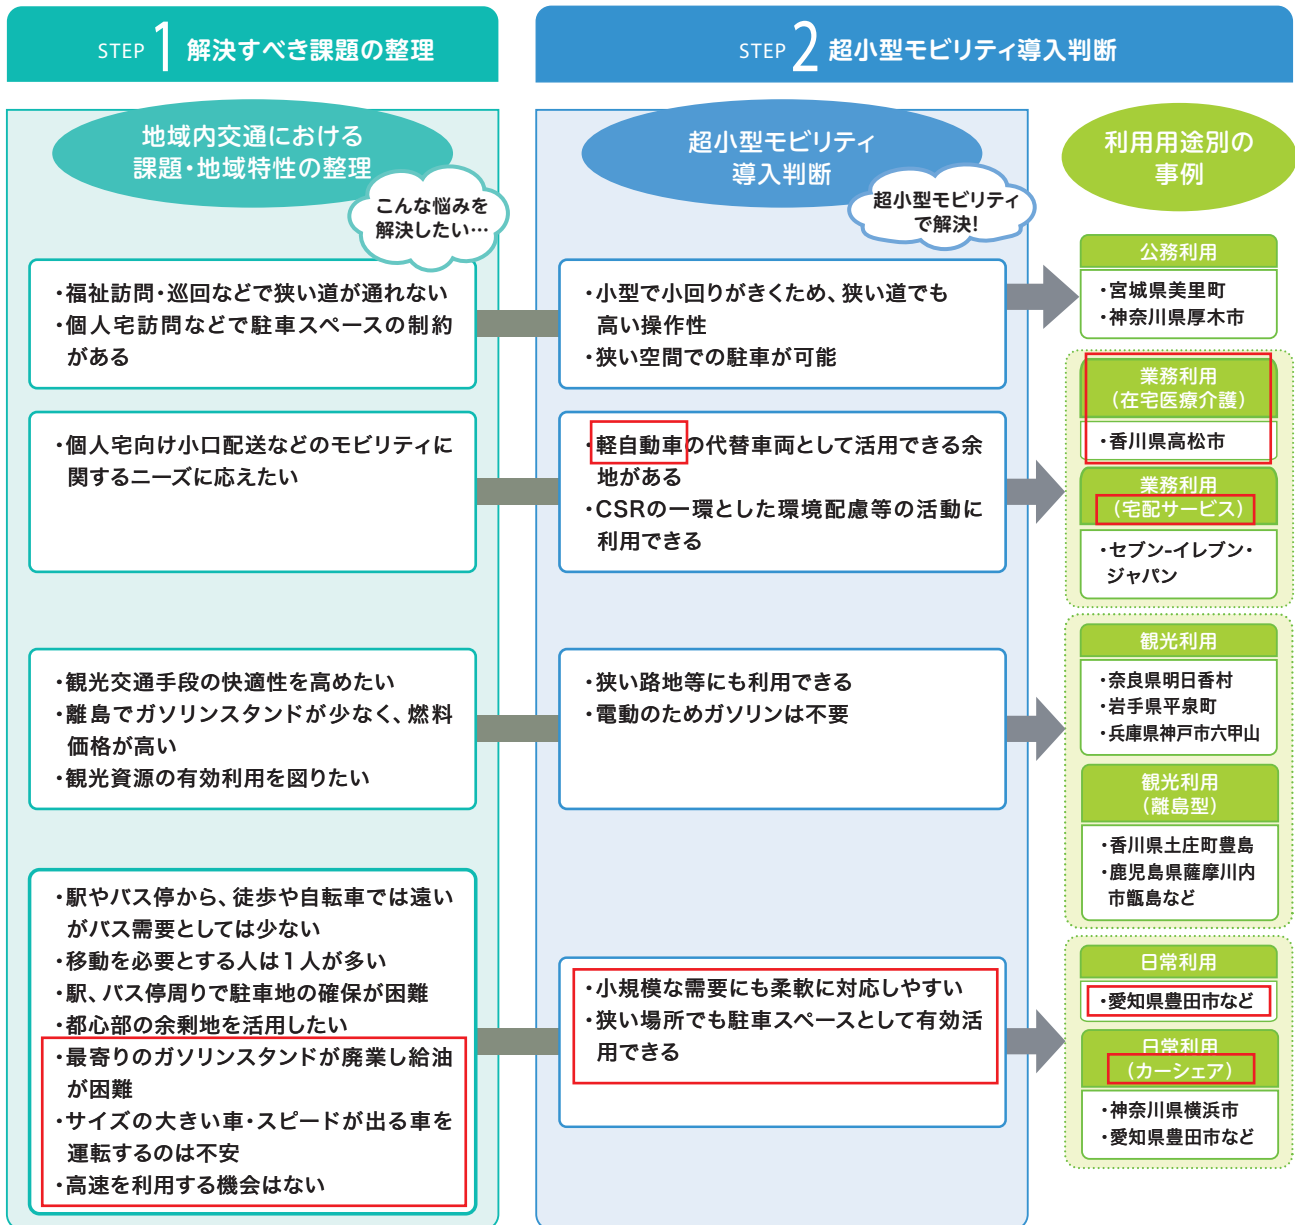 STEP 1 解決すべき課題の整理
STEP 2 超小型モビリティ導入判断
地域内交通における
課題・地域特性の整理
こんな悩みを
解決したい…
超小型モビリティ
導入判断
超小型モビリティ
で解決!
利用用途別の
事例
・福祉訪問・巡回などで狭い道が通れない
・個人宅訪問などで駐車スペースの制約
がある
・小型で小回りがきくため、狭い道でも
高い操作性
・狭い空間での駐車が可能
公務利用
・宮城県美里町
・神奈川県厚木市
・個人宅向け小口配送などのモビリティに
関するニーズに応えたい
・軽自動車の代替車両として活用できる余
地がある
・CSRの一環とした環境配慮等の活動に
利用できる
業務利用
（在宅医療介護）
・香川県高松市
業務利用
（宅配サービス）
・セブン-イレブン・
ジャパン
・観光交通手段の快適性を高めたい
・離島でガソリンスタンドが少なく、燃料
価格が高い
・観光資源の有効利用を図りたい
・狭い路地等にも利用できる
・電動のためガソリンは不要
観光利用
・奈良県明日香村
・岩手県平泉町
・兵庫県神戸市六甲山
観光利用
（離島型）
・香川県土庄町豊島
・鹿児島県薩摩川内
市甑島など
・駅やバス停から、徒歩や自転車では遠い
がバス需要としては少ない
・移動を必要とする人は1人が多い
・駅、バス停周りで駐車地の確保が困難
・都心部の余剰地を活用したい
・最寄りのガソリンスタンドが廃業し給油
が困難
・サイズの大きい車・スピードが出る車を
運転するのは不安
・高速を利用する機会はない
・小規模な需要にも柔軟に対応しやすい
・狭い場所でも駐車スペースとして有効活
用できる
日常利用
・愛知県豊田市など
日常利用
（カーシェア）
・神奈川県横浜市
・愛知県豊田市など